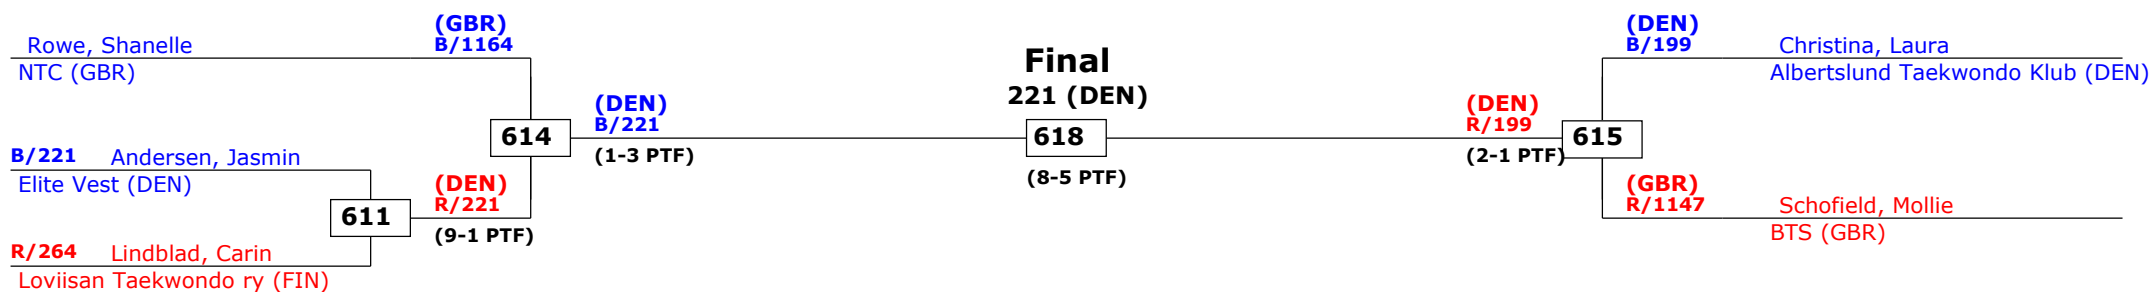 Rowe, Shanelle
NTC (GBR)
(GBR)
B/1164
B/221 Andersen, Jasmin
Elite Vest (DEN)
R/264 Lindblad, Carin
Loviisan Taekwondo ry (FIN)
611
(DEN)
R/221
(9-1 PTF)
614
(DEN)
B/221
(1-3 PTF)
Final
221 (DEN)
618
(8-5 PTF)
(DEN)
R/199
(2-1 PTF)
615
(DEN)
B/199
Christina, Laura
Albertslund Taekwondo Klub (DEN)
(GBR)
R/1147
Schofield, Mollie
BTS (GBR)